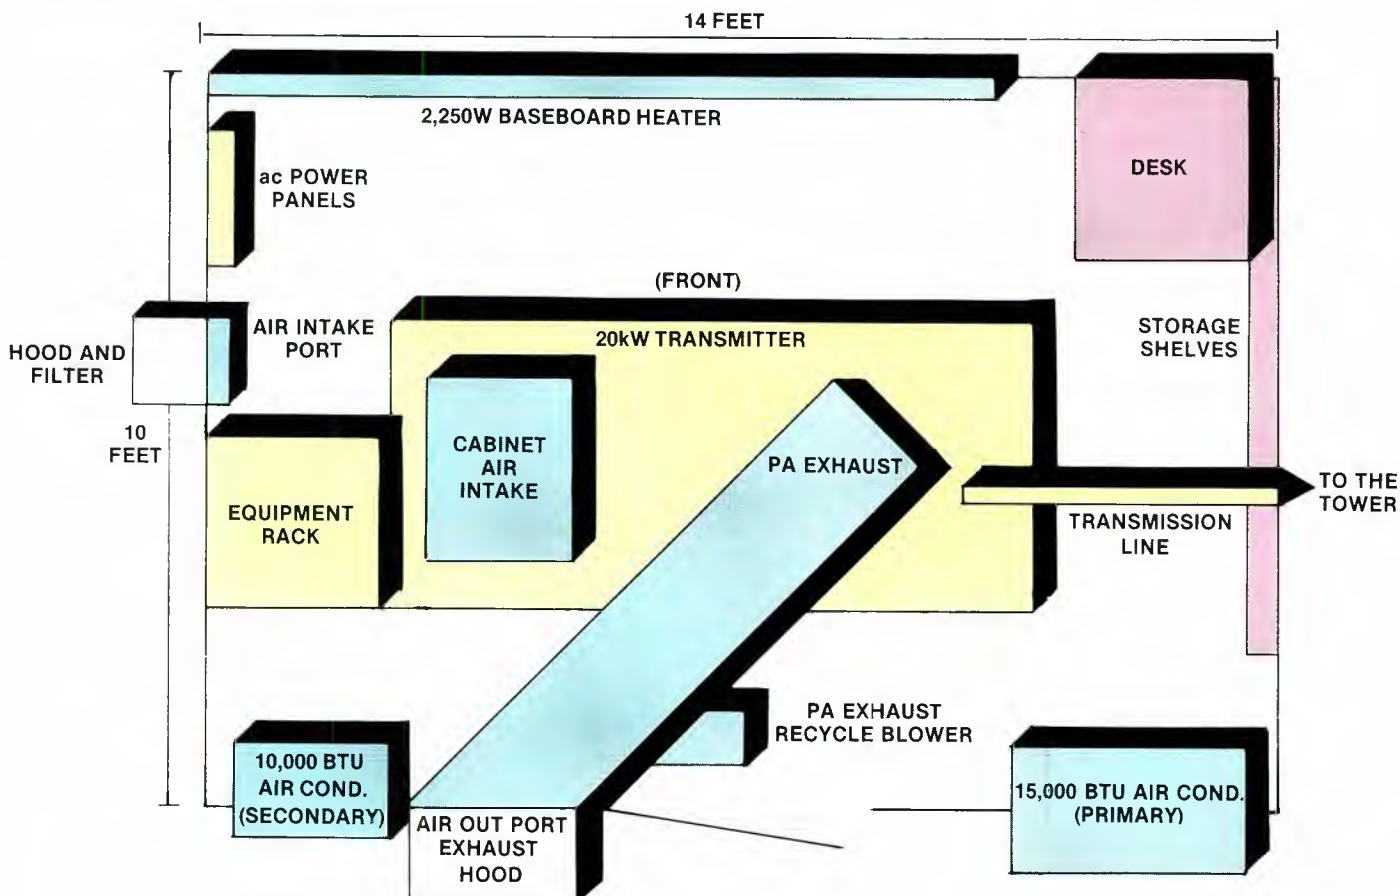 14 FEET
2,250W BASEBOARD HEATER
ac POWER
PANELS
DESK
(FRONT)
20kW TRANSMITTER
AIR INTAKE
PORT
HOOD AND
FILTER
STORAGE
SHELVES
10
FEET
CABINET
AIR
INTAKE
PA EXHAUST
EQUIPMENT
RACK
TO THE
TOWER
TRANSMISSION
LINE
PA EXHAUST
RECYCLE BLOWER
10,000 BTU
AIR COND.
(SECONDARY)
15,000 BTU AIR COND.
(PRIMARY)
AIR OUT PORT
EXHAUST
HOOD